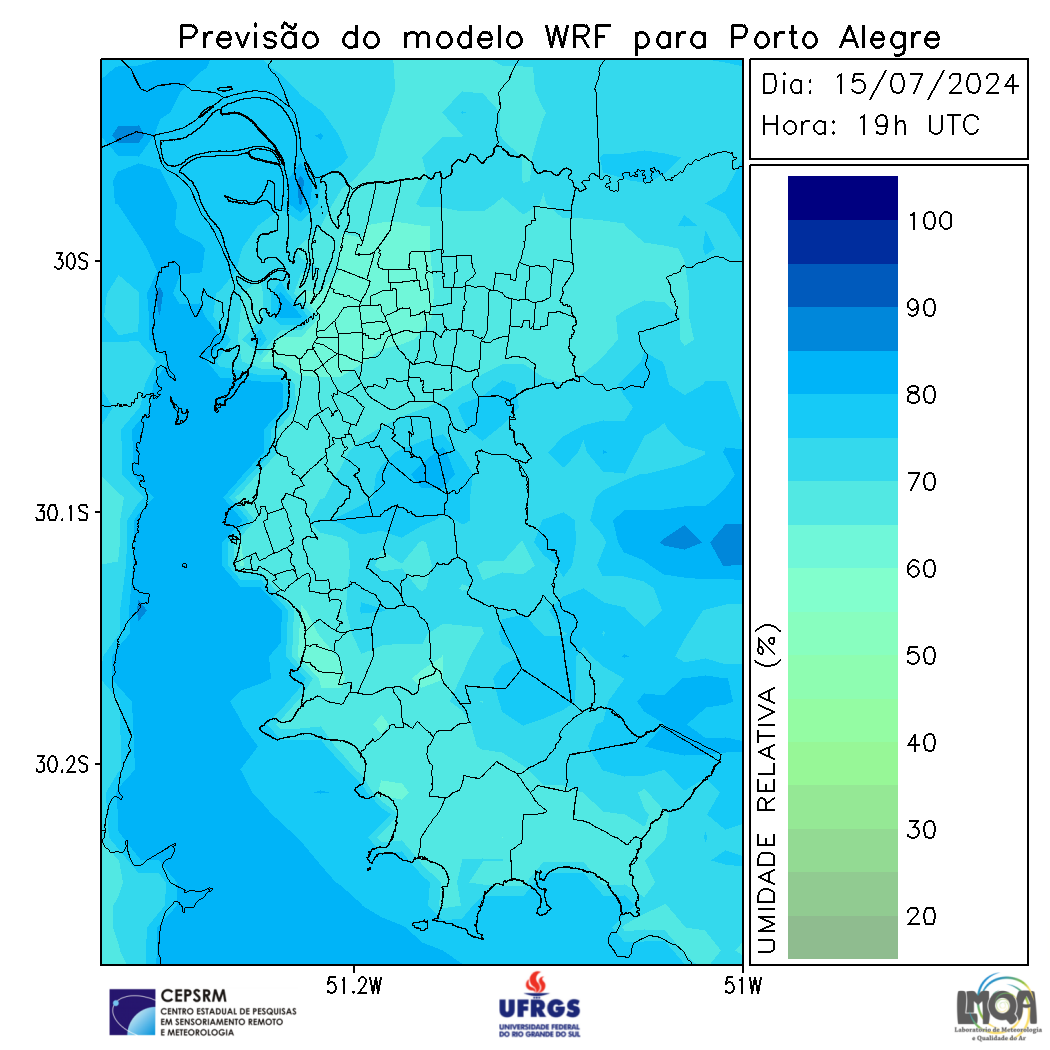 Previsão do modelo WRF para Porto Alegre
Dia: 15/07/2024
Hora: 19h UTC
30S
30.1S
30.2S
51.2W
51W
100
90
80
70
60
50
40
30
20
UMIDADE RELATIVA (%)
CEPSRM
CENTRO ESTADUAL DE PESQUISAS
EM SENSORIAMENTO REMOTO
E METEOROLOGIA
UFRGS
UNIVERSIDADE FEDERAL
DO RIO GRANDE DO SUL
LMQA
Laboratório de Meteorologia
e Qualidade do Ar